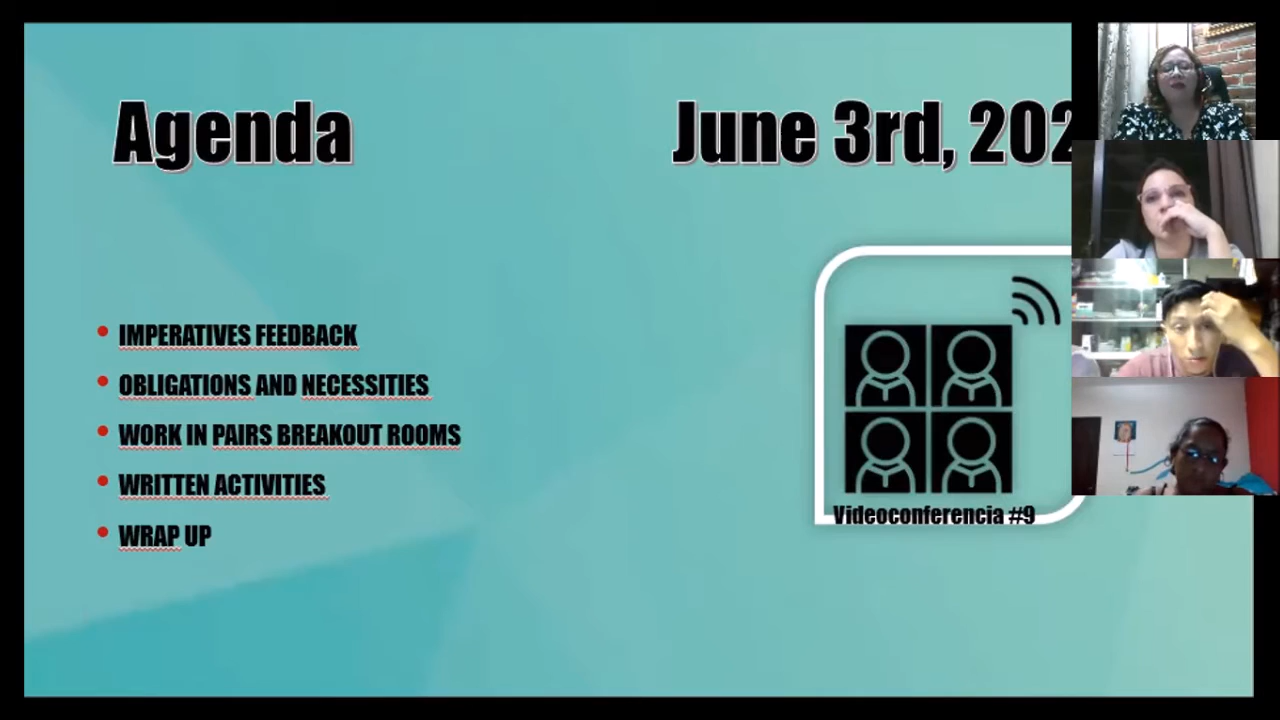 Agenda
June 3rd, 202
IMPERATIVES FEEDBACK
OBLIGATIONS AND NECESSITIES
WORK IN PAIRS BREAKOUT ROOMS
WRITTEN ACTIVITIES
WRAP UP
Videoconferencia #9